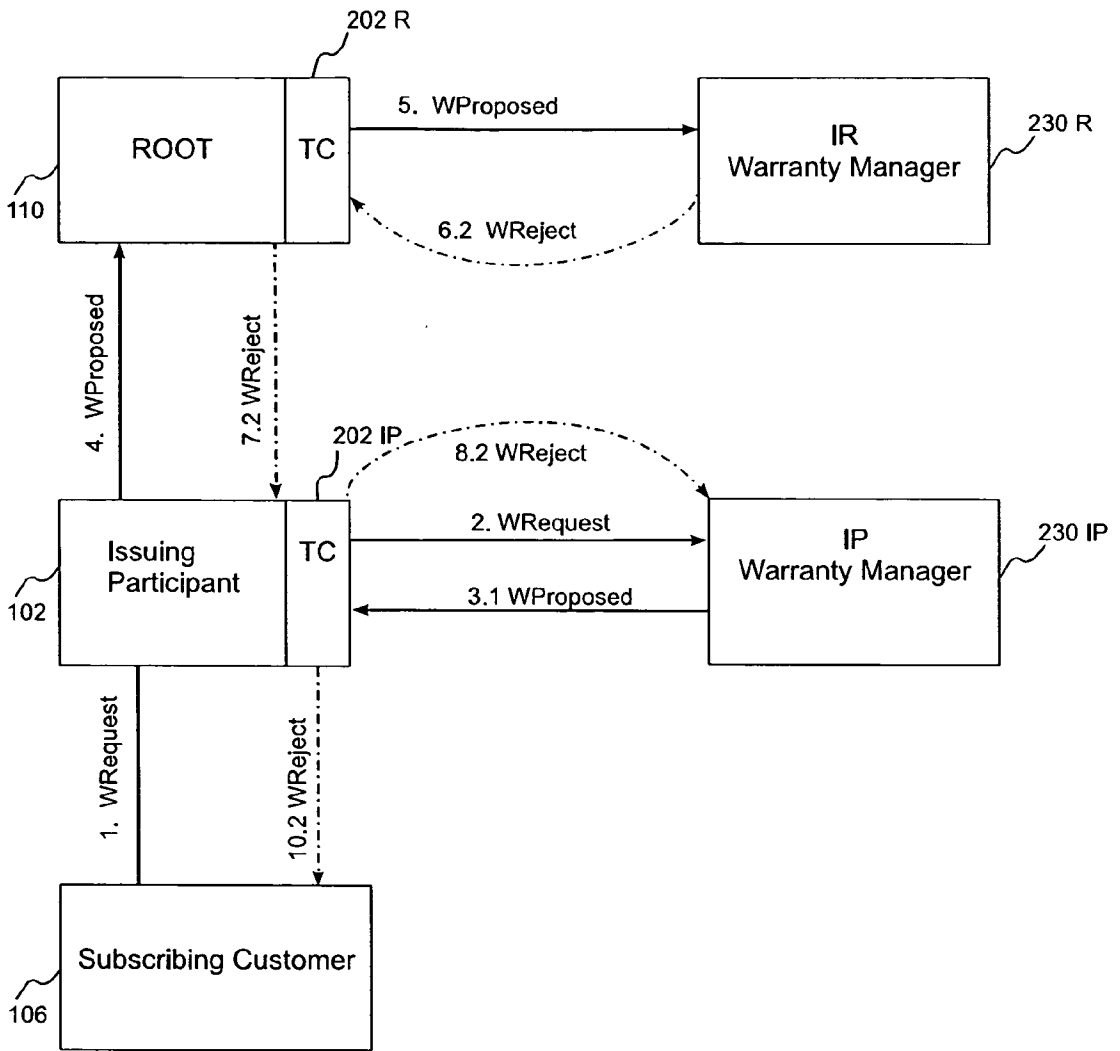 202 R
5. WProposed
ROOT
TC
IR
Warranty Manager
230 R
110
6.2 WReject
4. WProposed
7.2 WReject
202 IP
8.2 WReject
2. WRequest
Issuing
Participant
TC
IP
Warranty Manager
230 IP
3.1 WProposed
102
1. WRequest
10.2 WReject
Subscribing Customer
106